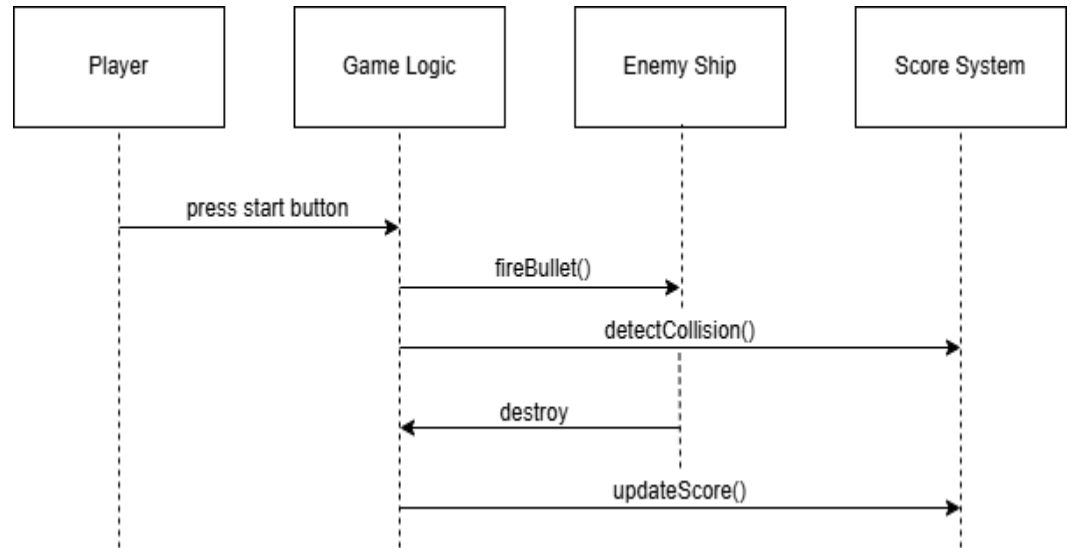 Player
Game Logic
Enemy Ship
Score System
press start button
fireBullet()
detectCollision()
destroy
updateScore()